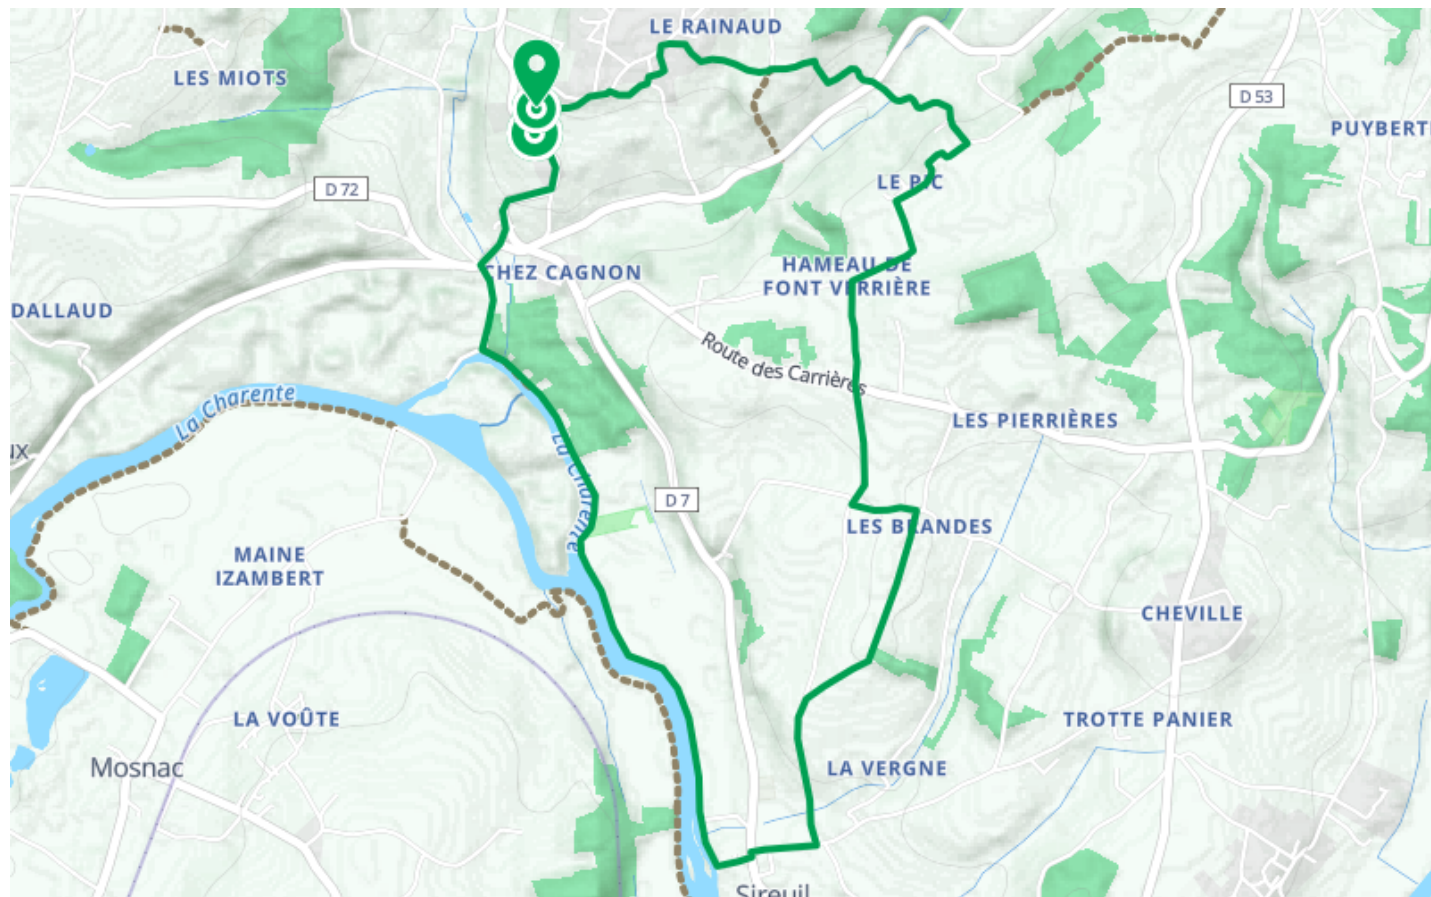 LE RAINAUD
LES MIOTS
D 53
PUYBERT
D 72
LE PIC
CHEZ CAGNON
HAMEAU DE
FONT VERRIÈRE
DALLAUD
Route des Carrières
La Charente
LES PIERRIÈRES
UX
La Charente
D 7
LES BRANDES
MAINE
IZAMBERT
CHEVILLE
LA VOÛTE
TROTTE PANIER
Mosnac
LA VERGNE
Sireuil